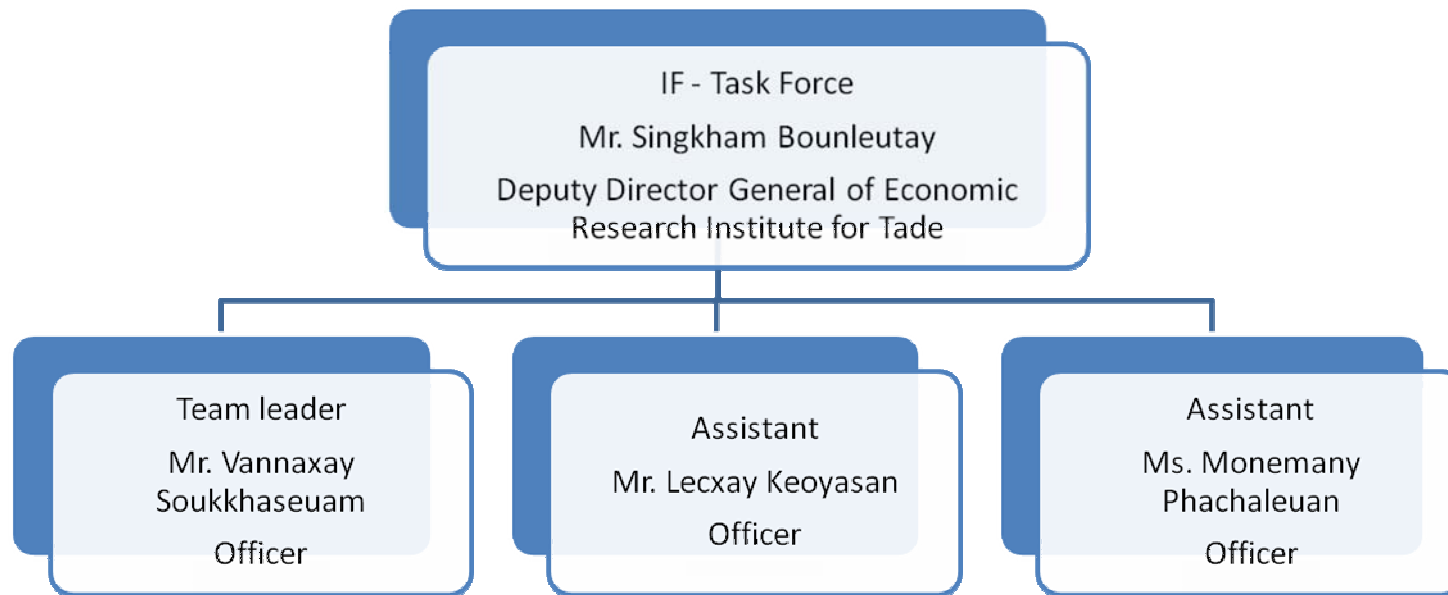 IF - Task Force
Mr. Singkham Bounleutay
Deputy Director General of Economic
Research Institute for Tade
Team leader
Mr. Vannaxay
Soukkhaseuam
Officer
Assistant
Mr. Lecxay Keoyasan
Officer
Assistant
Ms. Monemany
Phachaleuan
Officer